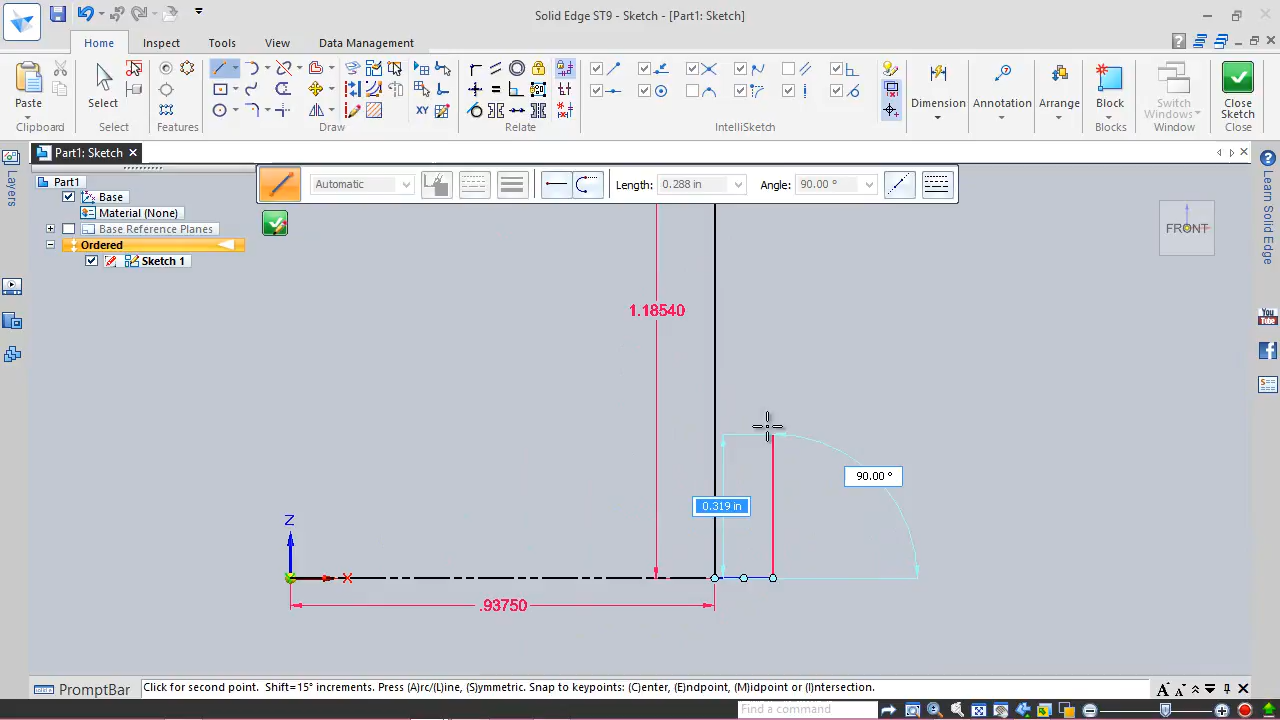 Solid Edge ST9 - Sketch - [Part1: Sketch]
Home
Inspect
Tools
View
Data Management
Paste
Select
Dimension
Annotation
Arrange
Block
Switch
Windows
Close
Sketch
Clipboard
Select
Features
Draw
Relate
IntelliSketch
Blocks
Window
Close
Part1: Sketch
Layers
Learn Solid Edge
You
Tube
Automatic
Length:
0.288 in
Angle:
90.00 °
Part1
Base
Material (None)
Base Reference Planes
Ordered
Sketch 1
FRONT
1.18540
90.00 °
0.319 in
Z
.93750
PromptBar
Click for second point. Shift=15° increments. Press (A)rc/(L)ine, (S)ymmetric. Snap to keypoints: (C)enter, (E)ndpoint, (M)idpoint or (I)ntersection.
Find a command